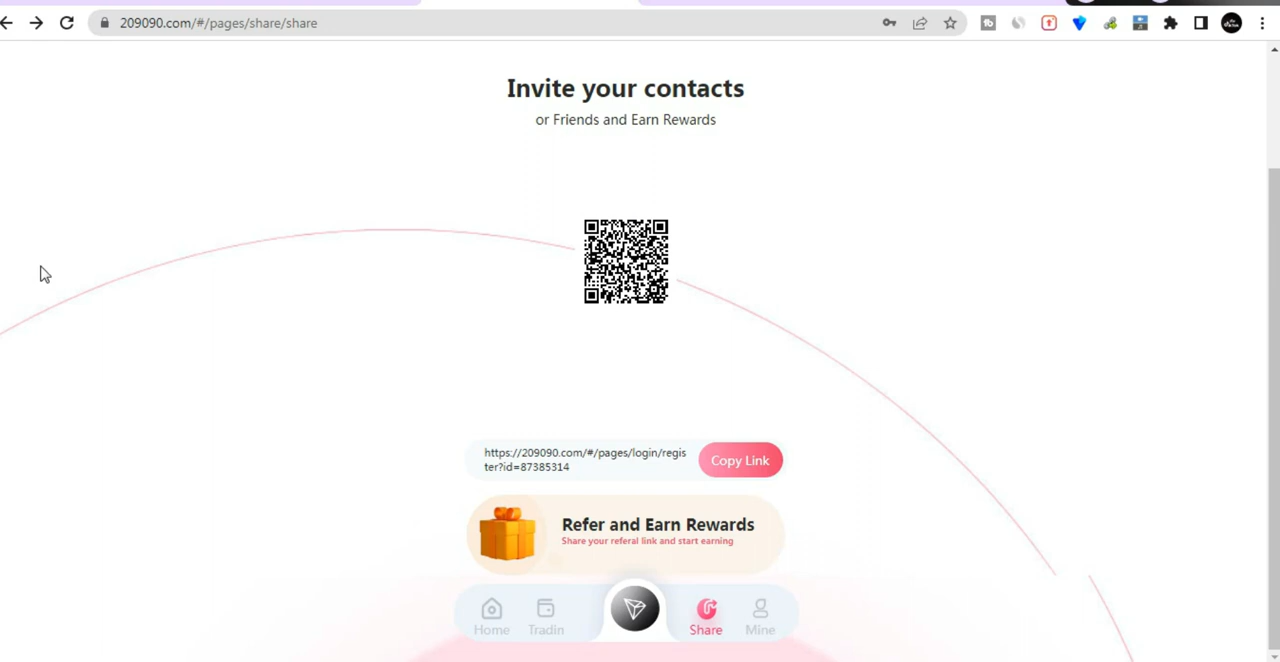 209090.com/#/pages/share/share
Invite your contacts
or Friends and Earn Rewards
https://209090.com/#/pages/login/regis
ter?id=87385314
Copy Link
Refer and Earn Rewards
Share your referal link and start earning
Home
Tradin
Share
Mine